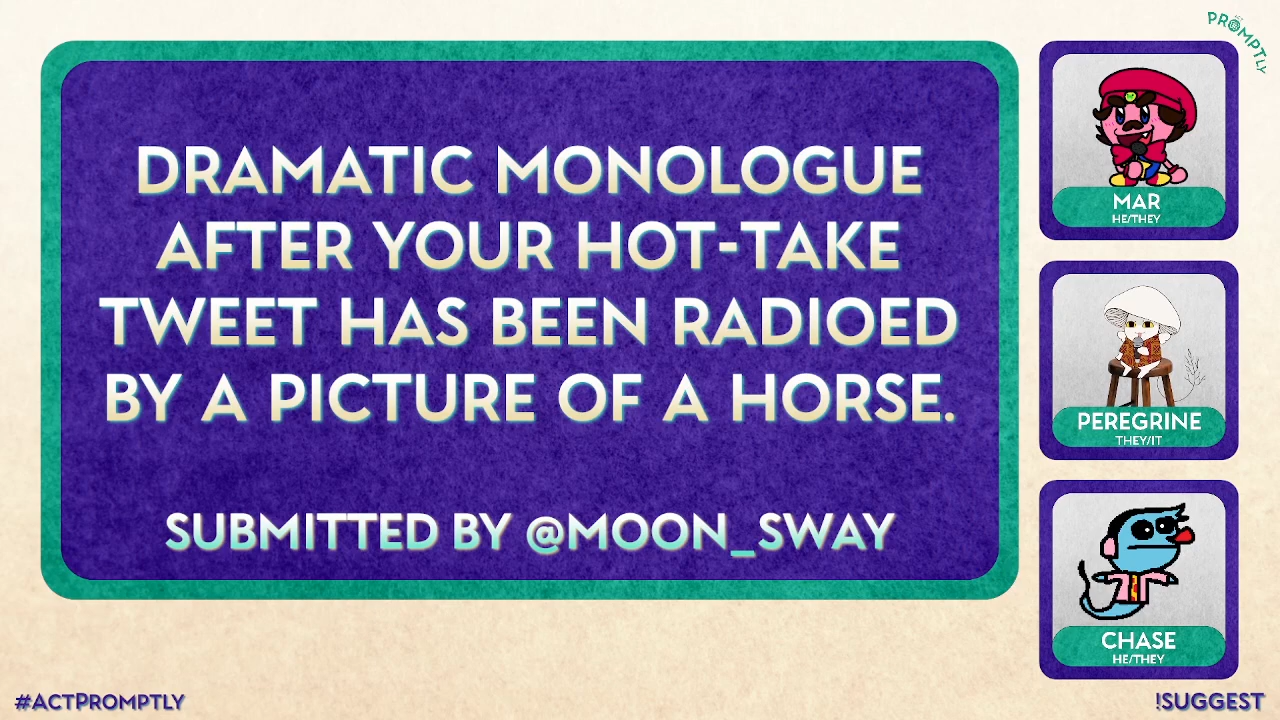 DRAMATIC MONOLOGUE
AFTER YOUR HOT-TAKE
TWEET HAS BEEN RADIOED
BY A PICTURE OF A HORSE.
SUBMITTED BY @MOON_SWAY
ACT
PROMPTLY
MAR
HE/THEY
PEREGRINE
THEY/IT
CHASE
HE/THEY
#ACTPROMPTLY
!SUGGEST